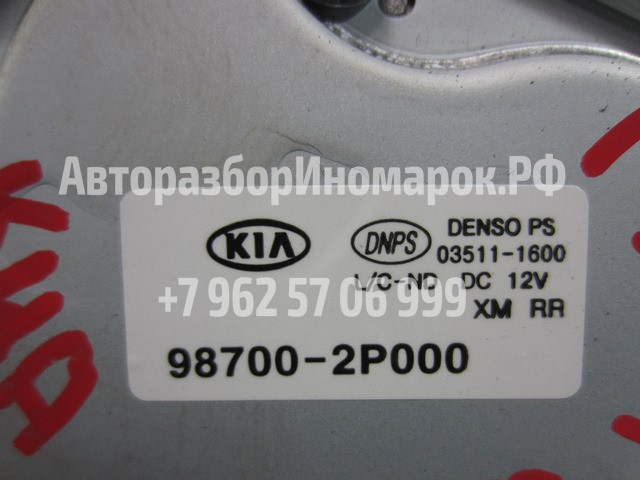 АвторазборИномарок.РФ
KIA
DNPS
DENSO PS
03511-1600
L/C-ND DC 12V
+7 962 57 06 999
XM RR
98700-2P000